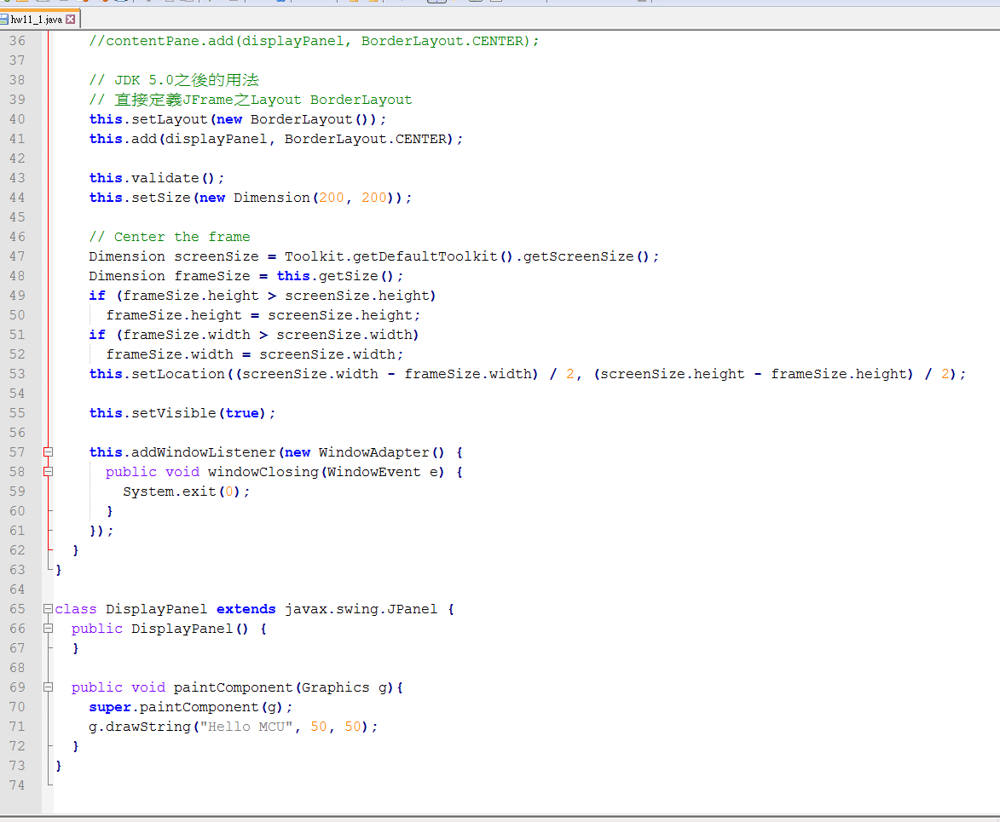 hw11_1.java
36 //contentPane.add(displayPanel, BorderLayout.CENTER);
37
38 // JDK 5.0之後的用法
39 // 直接定義JFrame之Layout BorderLayout
40 this.setLayout(new BorderLayout());
41 this.add(displayPanel, BorderLayout.CENTER);
42
43 this.validate();
44 this.setSize(new Dimension(200, 200));
45
46 // Center the frame
47 Dimension screenSize = Toolkit.getDefaultToolkit().getScreenSize();
48 Dimension frameSize = this.getSize();
49 if (frameSize.height > screenSize.height)
50 frameSize.height = screenSize.height;
51 if (frameSize.width > screenSize.width)
52 frameSize.width = screenSize.width;
53 this.setLocation((screenSize.width - frameSize.width) / 2, (screenSize.height - frameSize.height) / 2);
54
55 this.setVisible(true);
56
57 this.addWindowListener(new WindowAdapter() {
58 public void windowClosing(WindowEvent e) {
59 System.exit(0);
60 }
61 });
62 }
63 }
64
65 class DisplayPanel extends javax.swing.JPanel {
66 public DisplayPanel() {
67 }
68
69 public void paintComponent(Graphics g){
70 super.paintComponent(g);
71 g.drawString("Hello MCU", 50, 50);
72 }
73 }
74